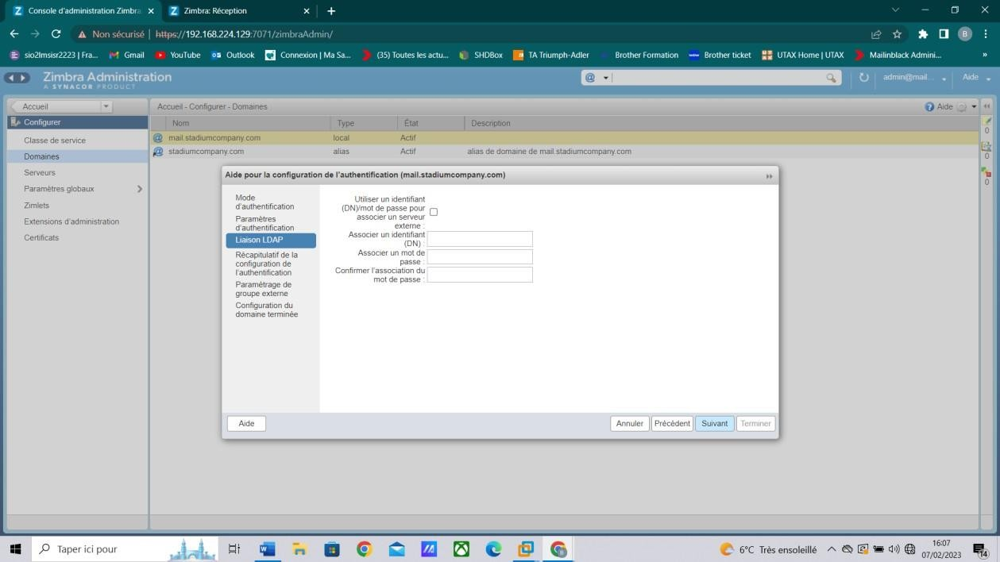 Console d'administration Zimbra
Zimbra: Réception
Non sécurisé
https://192.168.224.129:7071/zimbraAdmin/
B
sio2lmsisr2223 | Fra...
Gmail
YouTube
Outlook
Connexion | Ma Sa...
(35) Toutes les actu...
SHDBox
TA Triumph-Adler
Brother Formation
Brother ticket
UTAX Home | UTAX
Mailinblack Admini...
»
Zimbra Administration
A SYNACOR PRODUCT
admin@mail...
Aide
Accueil
Accueil - Configurer - Domaines
Aide
Configurer
Nom Type État Description
Classe de service
mail.stadiumcompany.com local Actif
Domaines
stadiumcompany.com alias Actif alias de domaine de mail.stadiumcompany.com
Serveurs
Paramètres globaux
Zimlets
Extensions d'administration
Certificats
0
0
0
Aide pour la configuration de l'authentification (mail.stadiumcompany.com)
Mode
d'authentification
Paramètres
d'authentification
Liaison LDAP
Récapitulatif de la
configuration de
l'authentification
Paramétrage de
groupe externe
Configuration du
domaine terminée
Utiliser un identifiant
(DN)/mot de passe pour
associer un serveur
externe :
Associer un identifiant
(DN) :
Associer un mot de
passe :
Confirmer l'association du
mot de passe :
Aide
Annuler
Précédent
Suivant
Terminer
Taper ici pour
6°C Très ensoleillé
16:07
07/02/2023
14